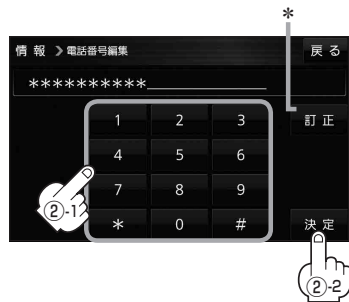 *
情 報 》電話番号編集 戻 る
**********
1 2 3 訂 正
4 5 6
7 8 9
②-1
* 0 # 決 定
②-2